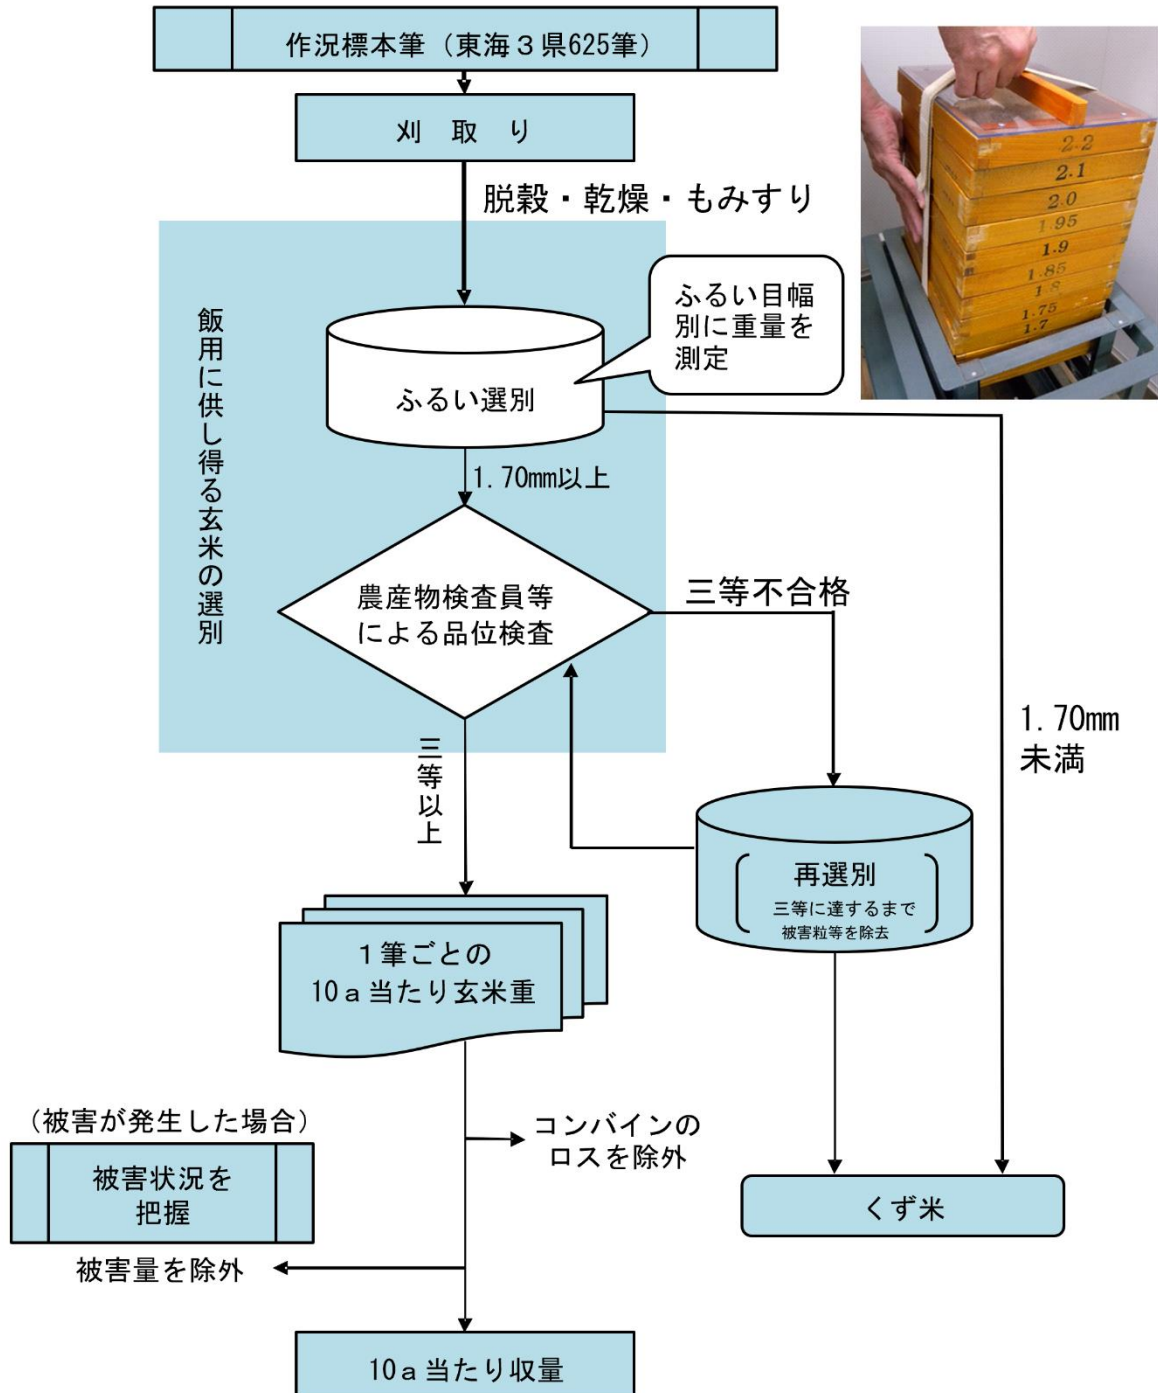 作況標本筆（東海３県625筆）
刈　取　り
脱穀・乾燥・もみすり
飯用に供し得る玄米の選別
ふるい目幅
別に重量を
測定
ふるい選別
1.70mm以上
農産物検査員等
による品位検査
三等不合格
1.70mm
未満
三等以上
再選別
三等に達するまで
被害粒等を除去
１筆ごとの
10ａ当たり玄米重
コンバインの
ロスを除外
（被害が発生した場合）
被害状況を
把握
被害量を除外
くず米
10ａ当たり収量
2.2
2.1
2.0
1.95
1.9
1.85
1.8
1.75
1.7